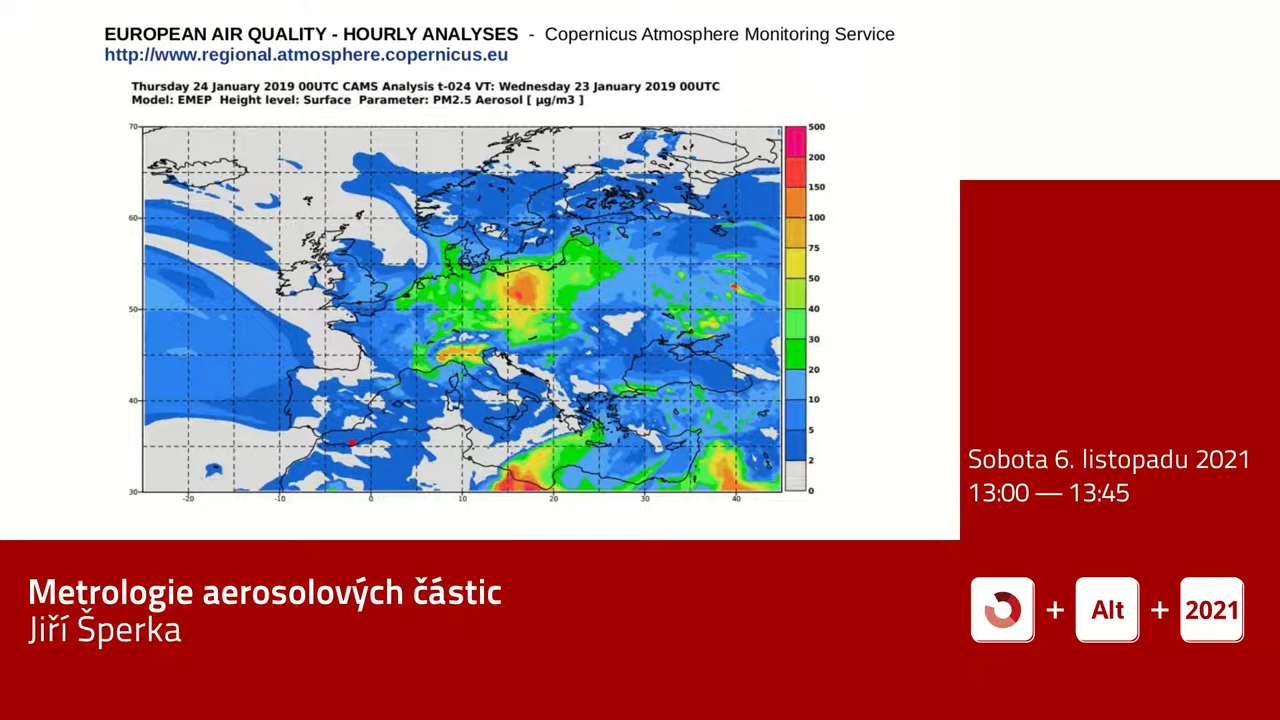 EUROPEAN AIR QUALITY - HOURLY ANALYSES - Copernicus Atmosphere Monitoring Service
http://www.regional.atmosphere.copernicus.eu
Thursday 24 January 2019 00UTC CAMS Analysis t-024 VT: Wednesday 23 January 2019 00UTC
Model: EMEP Height level: Surface Parameter: PM2.5 Aerosol [ µg/m3 ]
70
60
50
40
30
-20 -10 0 10 20 30 40
500
200
150
100
75
50
40
30
20
10
5
2
0
Sobota 6. listopadu 2021
13:00 — 13:45
Metrologie aerosolových částic
Jiří Šperka
+ Alt + 2021